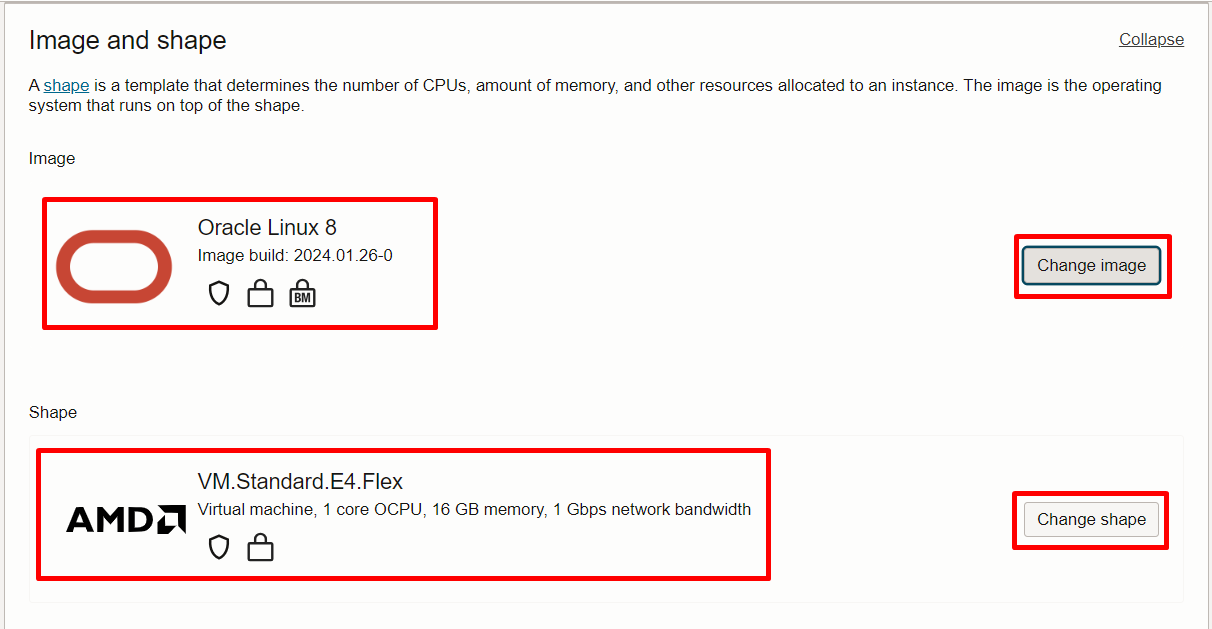 Image and shape
Collapse
A shape is a template that determines the number of CPUs, amount of memory, and other resources allocated to an instance. The image is the operating
system that runs on top of the shape.
Image
Oracle Linux 8
Image build: 2024.01.26-0
BM
Change image
Shape
AMD
VM.Standard.E4.Flex
Virtual machine, 1 core OCPU, 16 GB memory, 1 Gbps network bandwidth
Change shape